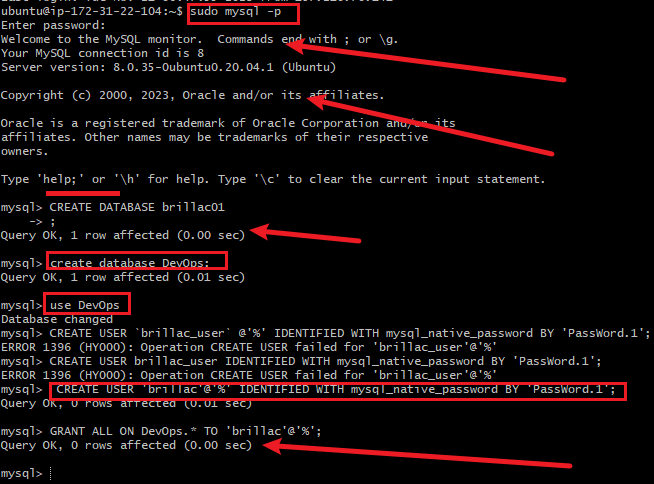 ubuntu@ip-172-31-22-104:~$ sudo mysql -p
Enter password:
Welcome to the MySQL monitor.  Commands end with ; or \g.
Your MySQL connection id is 8
Server version: 8.0.35-0ubuntu0.20.04.1 (Ubuntu)

Copyright (c) 2000, 2023, Oracle and/or its affiliates.

Oracle is a registered trademark of Oracle Corporation and/or its
affiliates. Other names may be trademarks of their respective
owners.

Type 'help;' or '\h' for help. Type '\c' to clear the current input statement.

mysql> CREATE DATABASE brillac01
    -> ;
Query OK, 1 row affected (0.00 sec)

mysql> create database DevOps;
Query OK, 1 row affected (0.01 sec)

mysql> use DevOps
Database changed
mysql> CREATE USER `brillac_user` @'%' IDENTIFIED WITH mysql_native_password BY 'PassWord.1';
ERROR 1396 (HY000): Operation CREATE USER failed for 'brillac_user'@'%'
mysql> CREATE USER brillac_user IDENTIFIED WITH mysql_native_password BY 'PassWord.1';
ERROR 1396 (HY000): Operation CREATE USER failed for 'brillac_user'@'%'
mysql>  CREATE USER 'brillac'@'%' IDENTIFIED WITH mysql_native_password BY 'PassWord.1';
Query OK, 0 rows affected (0.01 sec)

mysql> GRANT ALL ON DevOps.* TO 'brillac'@'%';
Query OK, 0 rows affected (0.00 sec)

mysql>